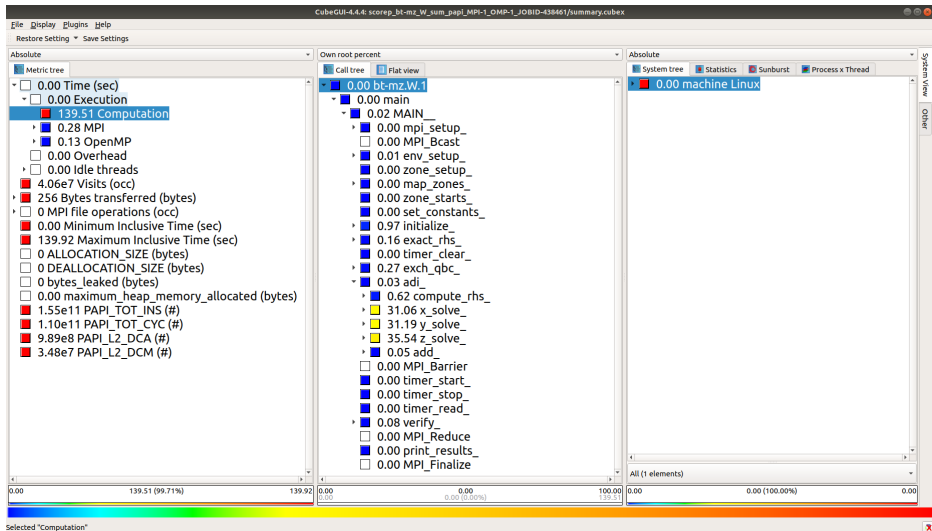 CubeGUI-4.4.4: scorep_bt-mz_W_sum_papi_MPI-1_OMP-1_JOBID-438461/summary.cubex
File Display Plugins Help
Restore Setting Save Settings
Absolute
Metric tree
0.00 Time (sec)
0.00 Execution
139.51 Computation
0.28 MPI
0.13 OpenMP
0.00 Overhead
0.00 Idle threads
4.06e7 Visits (occ)
256 Bytes transferred (bytes)
0 MPI file operations (occ)
0.00 Minimum Inclusive Time (sec)
139.92 Maximum Inclusive Time (sec)
0 ALLOCATION_SIZE (bytes)
0 DEALLOCATION_SIZE (bytes)
0 bytes_leaked (bytes)
0.00 maximum_heap_memory_allocated (bytes)
1.55e11 PAPI_TOT_INS (#)
1.10e11 PAPI_TOT_CYC (#)
9.89e8 PAPI_L2_DCA (#)
3.48e7 PAPI_L2_DCM (#)
0.00 139.51 (99.71%) 139.92
Own root percent
Call tree Flat view
0.00 bt-mz.W.1
0.00 main
0.02 MAIN__
0.00 mpi_setup_
0.00 MPI_Bcast
0.01 env_setup_
0.00 zone_setup_
0.00 map_zones_
0.00 zone_starts_
0.00 set_constants_
0.97 initialize_
0.16 exact_rhs_
0.00 timer_clear_
0.27 exch_qbc_
0.03 adi_
0.62 compute_rhs_
31.06 x_solve_
31.19 y_solve_
35.54 z_solve_
0.05 add_
0.00 MPI_Barrier
0.00 timer_start_
0.00 timer_stop_
0.00 timer_read_
0.08 verify_
0.00 MPI_Reduce
0.00 print_results_
0.00 MPI_Finalize
0.00 0.00 100.00
0.00 0.00 (0.00%) 139.51
Absolute
System tree Statistics Sunburst Process x Thread
0.00 machine Linux
All (1 elements)
0.00 0.00 (100.00%) 0.00
System View
Other
Selected "Computation"